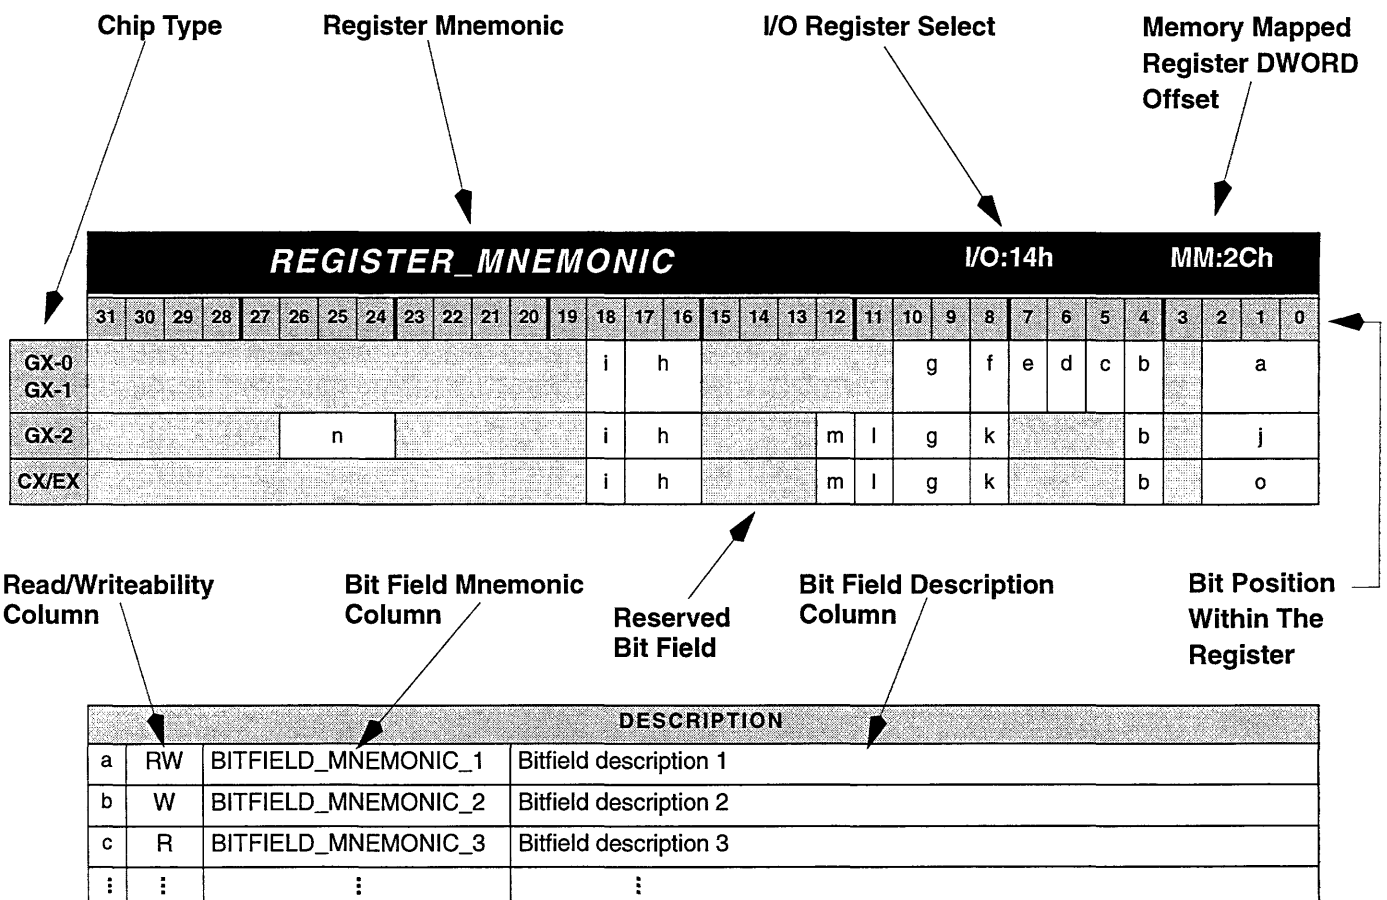 Chip Type Register Mnemonic I/O Register Select Memory Mapped
Register DWORD
Offset
REGISTER_MNEMONIC I/O:14h MM:2Ch
31 30 29 28 27 26 25 24 23 22 21 20 19 18 17 16 15 14 13 12 11 10 9 8 7 6 5 4 3 2 1 0
GX-0 i h g f e d c b a
GX-1
GX-2 n i h m l g k b j
CX/EX i h m l g k b o
Read/Writeability Bit Field Mnemonic Bit Field Description Bit Position
Column Column Column Within The
Reserved Register
Bit Field
DESCRIPTION
a RW BITFIELD_MNEMONIC_1 Bitfield description 1
b W BITFIELD_MNEMONIC_2 Bitfield description 2
c R BITFIELD_MNEMONIC_3 Bitfield description 3
⋮ ⋮ ⋮ ⋮